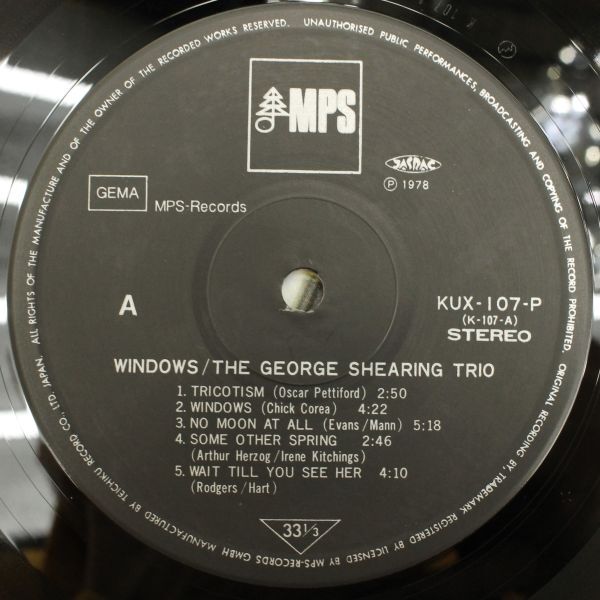 ALL RIGHTS OF THE MANUFACTURE AND OF THE OWNER OF THE RECORDED WORKS RESERVED. UNAUTHORISED PUBLIC PERFORMANCES, BROADCASTING AND COPYING OF THE RECORD PROHIBITED. ORIGINAL RECORDING BY, TRADEMARK REGISTERED BY LICENSED BY MPS-RECORDS GMBH MANUFACTURED BY TEICHIKU RECORD CO., LTD. JAPAN.
MPS
JASRAC
GEMA
MPS-Records
Ⓟ 1978
A
KUX-107-P
(K-107-A)
STEREO
WINDOWS/THE GEORGE SHEARING TRIO
1. TRICOTISM (Oscar Pettiford) 2:50
2. WINDOWS (Chick Corea) 4:22
3. NO MOON AT ALL (Evans/Mann) 5:18
4. SOME OTHER SPRING 2:46
(Arthur Herzog/Irene Kitchings)
5. WAIT TILL YOU SEE HER 4:10
(Rodgers/Hart)
33 1/3